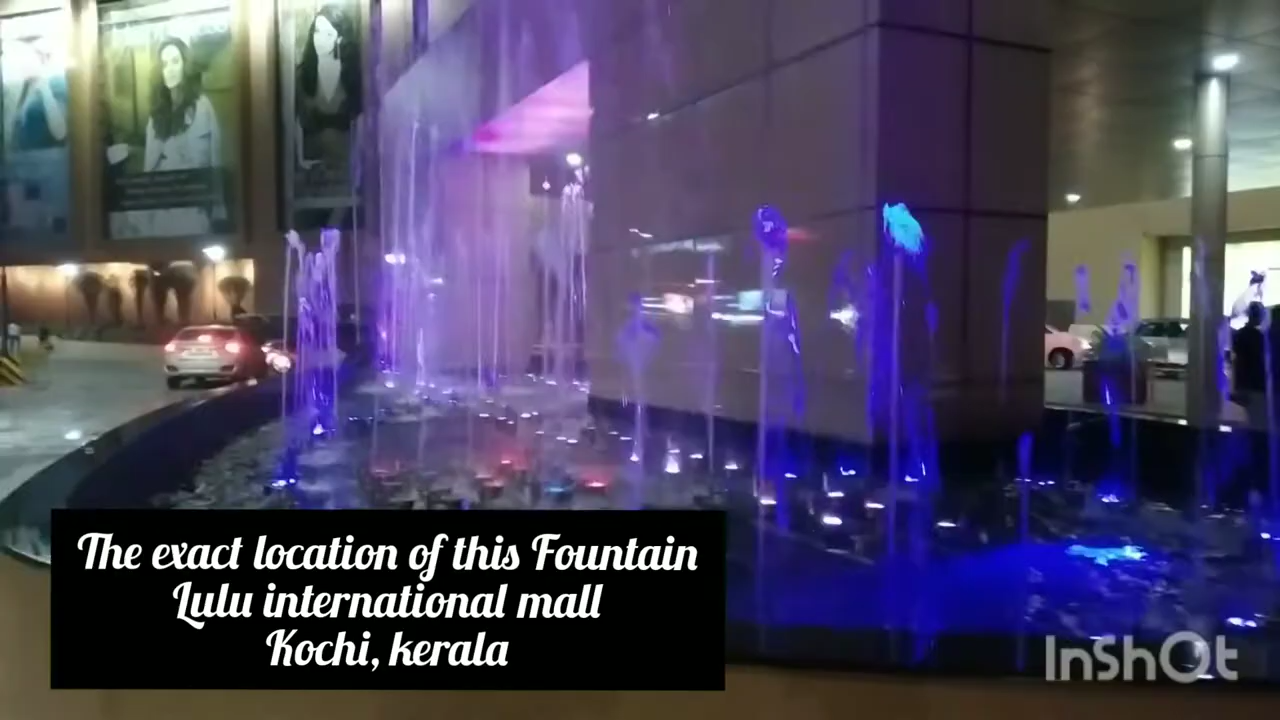 The exact location of this Fountain
Lulu international mall
Kochi, kerala
InShOt